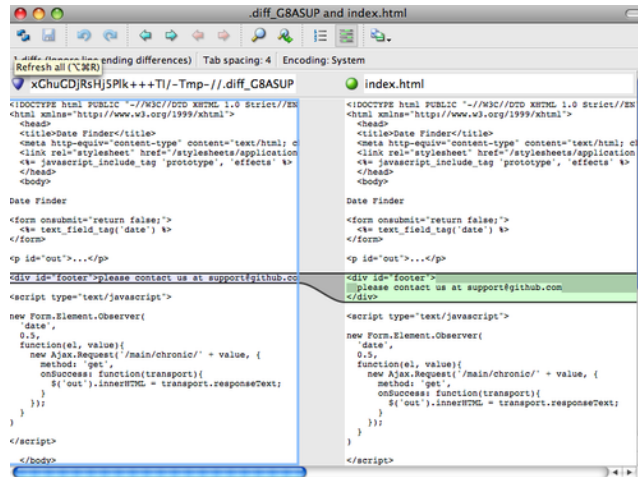 .diff_G8ASUP and index.html
ending differences) Tab spacing: 4 Encoding: System
Refresh all (⌥⌘R)
xGhuGDjRsHj5Plk+++TI/-Tmp-//.diff_G8ASUP
<!DOCTYPE html PUBLIC "-//W3C//DTD XHTML 1.0 Strict//EN
<html xmlns="http://www.w3.org/1999/xhtml">
<head>
<title>Date Finder</title>
<meta http-equiv="content-type" content="text/html; c
<link rel="stylesheet" href="/stylesheets/application
<%= javascript_include_tag 'prototype', 'effects' %>
</head>
<body>
Date Finder
<form onsubmit="return false;">
<%= text_field_tag('date') %>
</form>
<p id="out">...</p>
<div id="footer">please contact us at support@github.co
<script type="text/javascript">
new Form.Element.Observer(
'date',
0.5,
function(el, value){
new Ajax.Request('/main/chronic/' + value, {
method: 'get',
onSuccess: function(transport){
$('out').innerHTML = transport.responseText;
}
});
}
)
</script>
</body>
index.html
<!DOCTYPE html PUBLIC "-//W3C//DTD XHTML 1.0 Strict//EN
<html xmlns="http://www.w3.org/1999/xhtml">
<head>
<title>Date Finder</title>
<meta http-equiv="content-type" content="text/html; c
<link rel="stylesheet" href="/stylesheets/application
<%= javascript_include_tag 'prototype', 'effects' %>
</head>
<body>
Date Finder
<form onsubmit="return false;">
<%= text_field_tag('date') %>
</form>
<p id="out">...</p>
<div id="footer">
please contact us at support@github.com
</div>
<script type="text/javascript">
new Form.Element.Observer(
'date',
0.5,
function(el, value){
new Ajax.Request('/main/chronic/' + value, {
method: 'get',
onSuccess: function(transport){
$('out').innerHTML = transport.responseText;
}
});
}
)
</script>